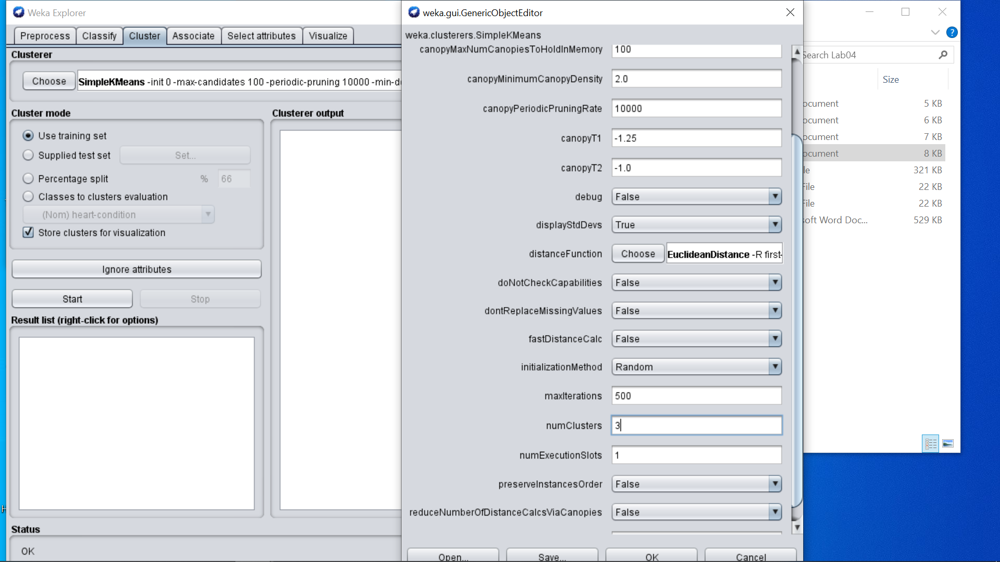 Weka Explorer
Preprocess Classify Cluster Associate Select attributes Visualize
Clusterer
Choose SimpleKMeans -init 0 -max-candidates 100 -periodic-pruning 10000 -min-de
Cluster mode
Use training set
Supplied test set Set...
Percentage split % 66
Classes to clusters evaluation
(Nom) heart-condition
Store clusters for visualization
Ignore attributes
Start Stop
Result list (right-click for options)
Clusterer output
Status
OK
weka.gui.GenericObjectEditor
weka.clusterers.SimpleKMeans
canopyMaxNumCanopiesToHoldInMemory 100
canopyMinimumCanopyDensity 2.0
canopyPeriodicPruningRate 10000
canopyT1 -1.25
canopyT2 -1.0
debug False
displayStdDevs True
distanceFunction Choose EuclideanDistance -R first-
doNotCheckCapabilities False
dontReplaceMissingValues False
fastDistanceCalc False
initializationMethod Random
maxIterations 500
numClusters 3
numExecutionSlots 1
preserveInstancesOrder False
reduceNumberOfDistanceCalcsViaCanopies False
Open... Save... OK Cancel
?
Search Lab04
Size
ocument 5 KB
ocument 6 KB
ocument 7 KB
ocument 8 KB
le 321 KB
File 22 KB
File 22 KB
soft Word Doc... 529 KB
H